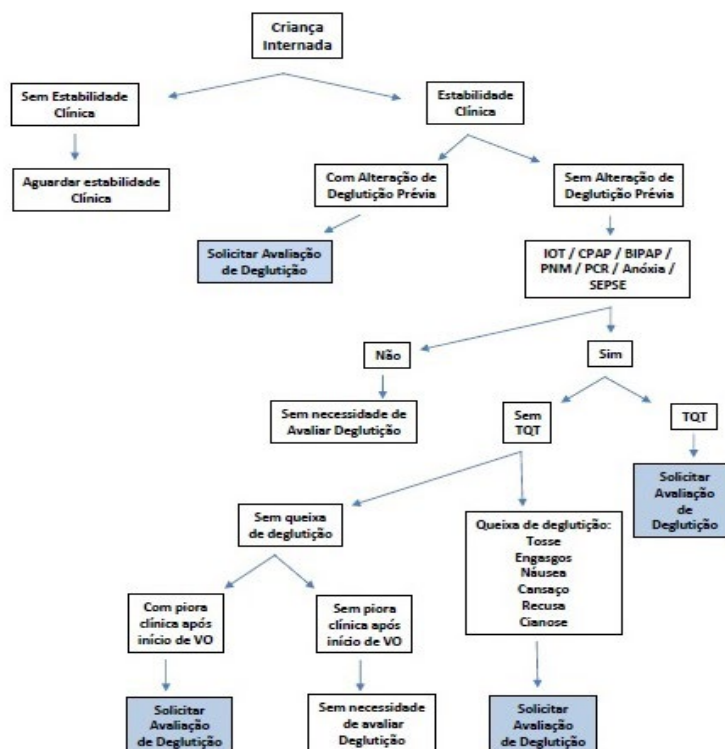 Criança
Internada
Sem Estabilidade
Clínica
Estabilidade
Clínica
Aguardar estabilidade
Clínica
Com Alteração de
Deglutição Prévia
Sem Alteração de
Deglutição Prévia
Solicitar Avaliação
de Deglutição
IOT / CPAP / BIPAP /
PNM / PCR / Anóxia /
SEPSE
Não
Sim
Sem necessidade de
Avaliar Deglutição
Sem
TQT
TQT
Solicitar
Avaliação
de
Deglutição
Sem queixa
de deglutição
Queixa de deglutição:
Tosse
Engasgos
Náusea
Cansaço
Recusa
Cianose
Com piora
clínica após
início de VO
Sem piora
clínica após
início de VO
Solicitar
Avaliação
de Deglutição
Sem necessidade
de avaliar
Deglutição
Solicitar
Avaliação
de Deglutição